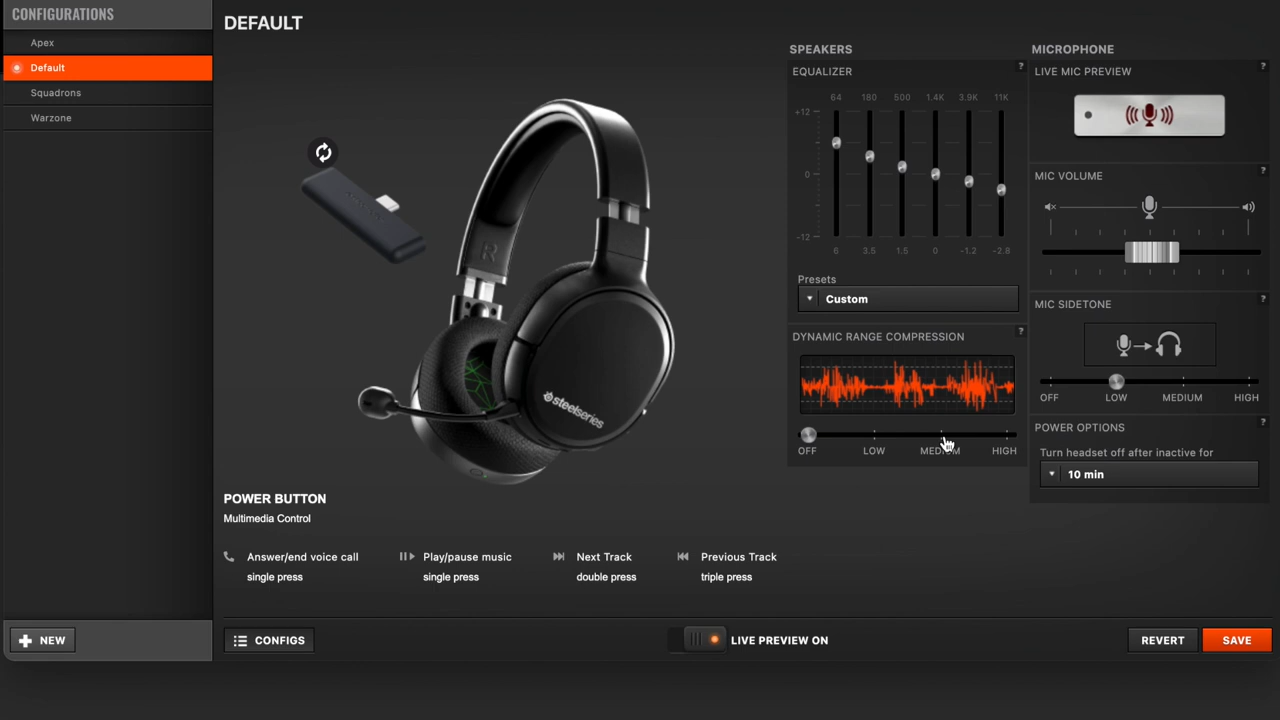 CONFIGURATIONS
Apex
Default
Squadrons
Warzone
NEW
DEFAULT
R
steelseries
POWER BUTTON
Multimedia Control
Answer/end voice call
single press
Play/pause music
single press
Next Track
double press
Previous Track
triple press
CONFIGS
LIVE PREVIEW ON
REVERT
SAVE
SPEAKERS
EQUALIZER ?
64 180 500 1.4K 3.9K 11K
+12
0
-12
6 3.5 1.5 0 -1.2 -2.8
Presets
Custom
DYNAMIC RANGE COMPRESSION ?
OFF LOW MEDIUM HIGH
MICROPHONE
LIVE MIC PREVIEW ?
MIC VOLUME ?
MIC SIDETONE ?
OFF LOW MEDIUM HIGH
POWER OPTIONS ?
Turn headset off after inactive for
10 min